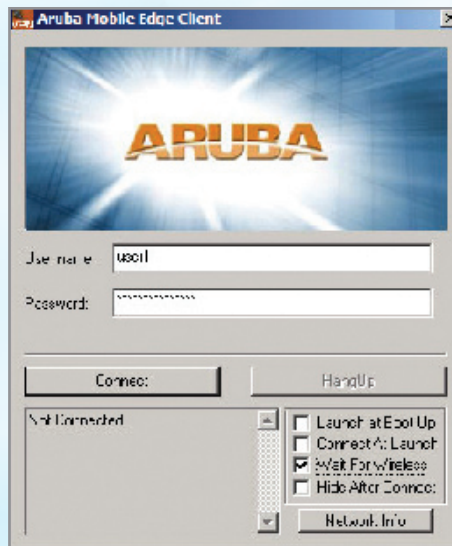 Aruba Mobile Edge Client
ARUBA
User name:
Password: **************
Connect
HangUp
Not Connected
Launch at Boot Up
Connect At Launch
Wait For Wireless
Hide After Connect
Network Info